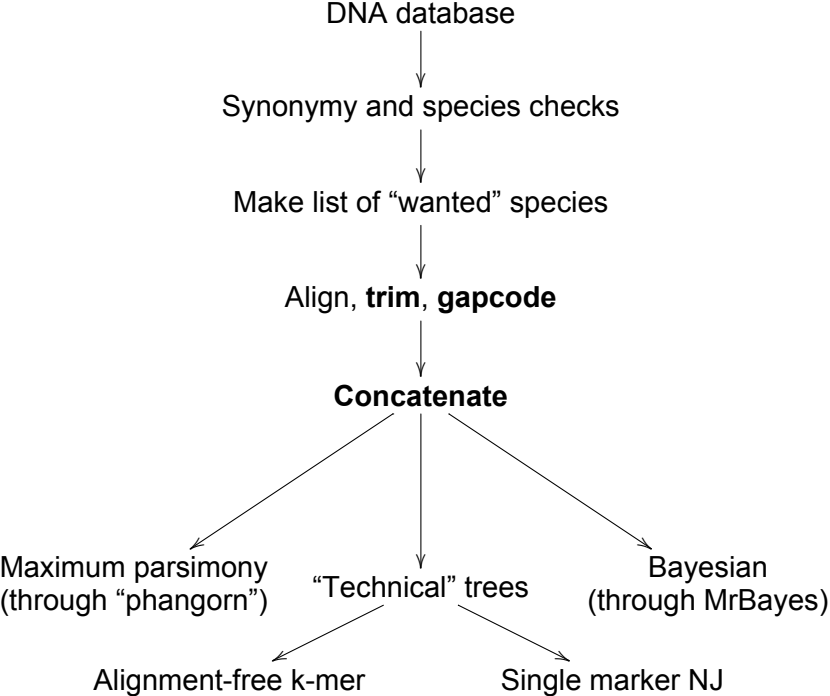 DNA database
Synonymy and species checks
Make list of “wanted” species
Align, trim, gapcode
Concatenate
Maximum parsimony
(through “phangorn”)
“Technical” trees
Bayesian
(through MrBayes)
Alignment-free k-mer
Single marker NJ